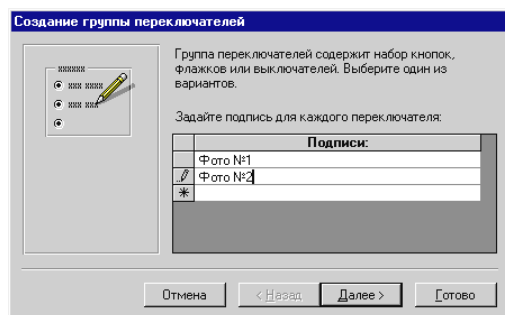 Создание группы переключателей
Группа переключателей содержит набор кнопок,
флажков или выключателей. Выберите один из
вариантов.
Задайте подпись для каждого переключателя:
Подписи:
Фото №1
Фото №2
Отмена
< Назад
Далее >
Готово